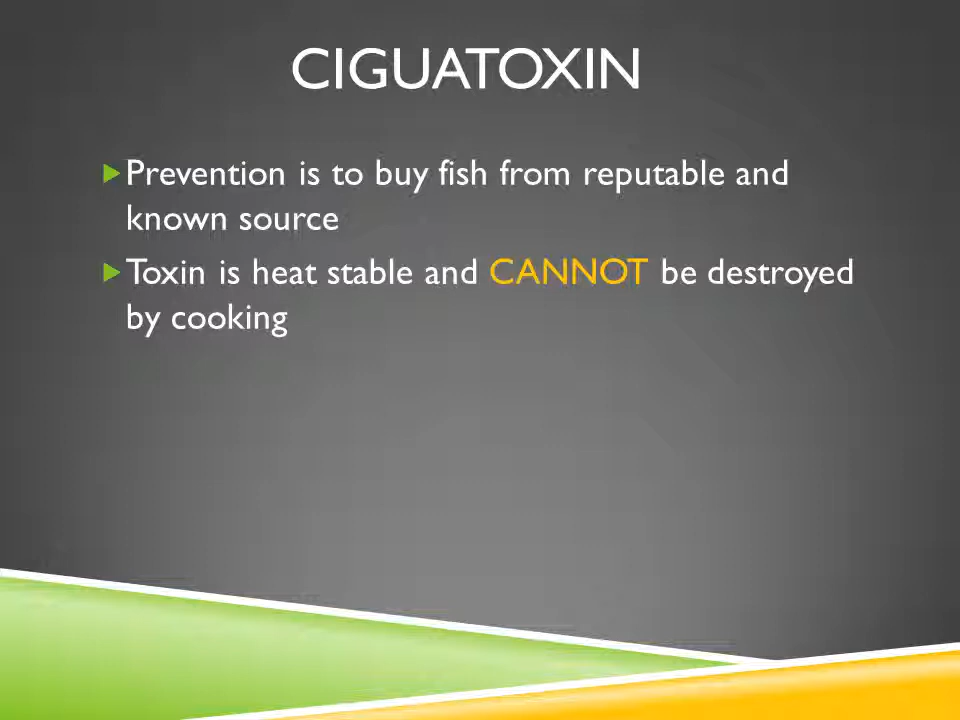 CIGUATOXIN
Prevention is to buy fish from reputable and
known source
Toxin is heat stable and CANNOT be destroyed
by cooking